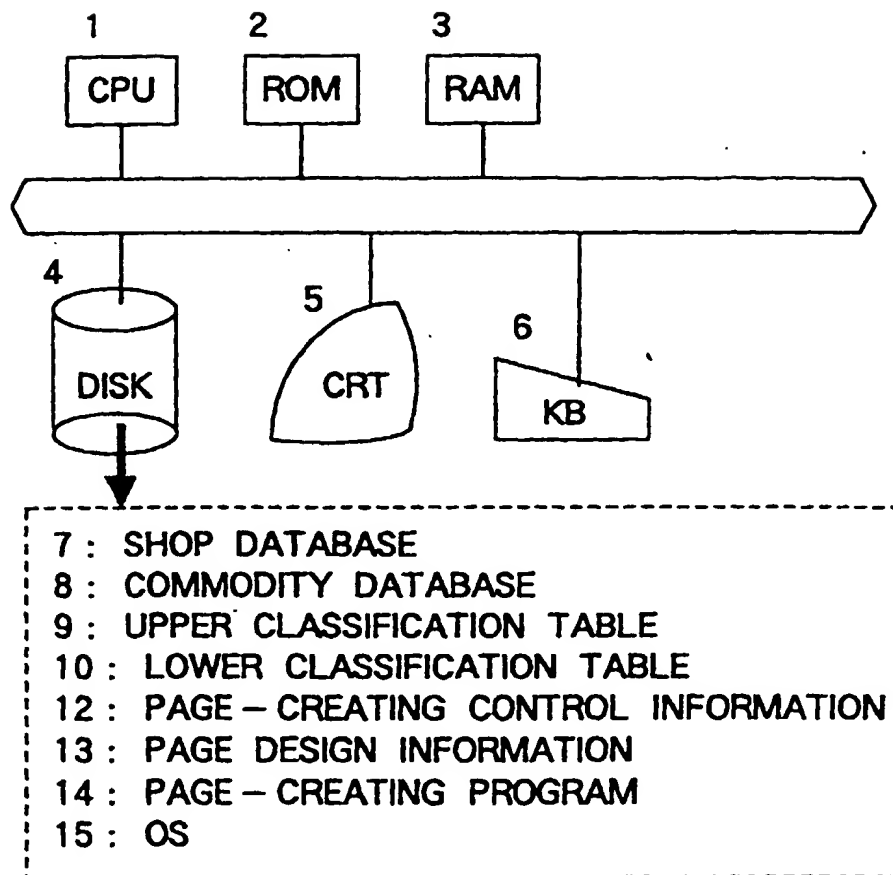 1 2 3
CPU ROM RAM
4 5 6
DISK CRT KB
7 : SHOP DATABASE
8 : COMMODITY DATABASE
9 : UPPER CLASSIFICATION TABLE
10 : LOWER CLASSIFICATION TABLE
12 : PAGE-CREATING CONTROL INFORMATION
13 : PAGE DESIGN INFORMATION
14 : PAGE-CREATING PROGRAM
15 : OS